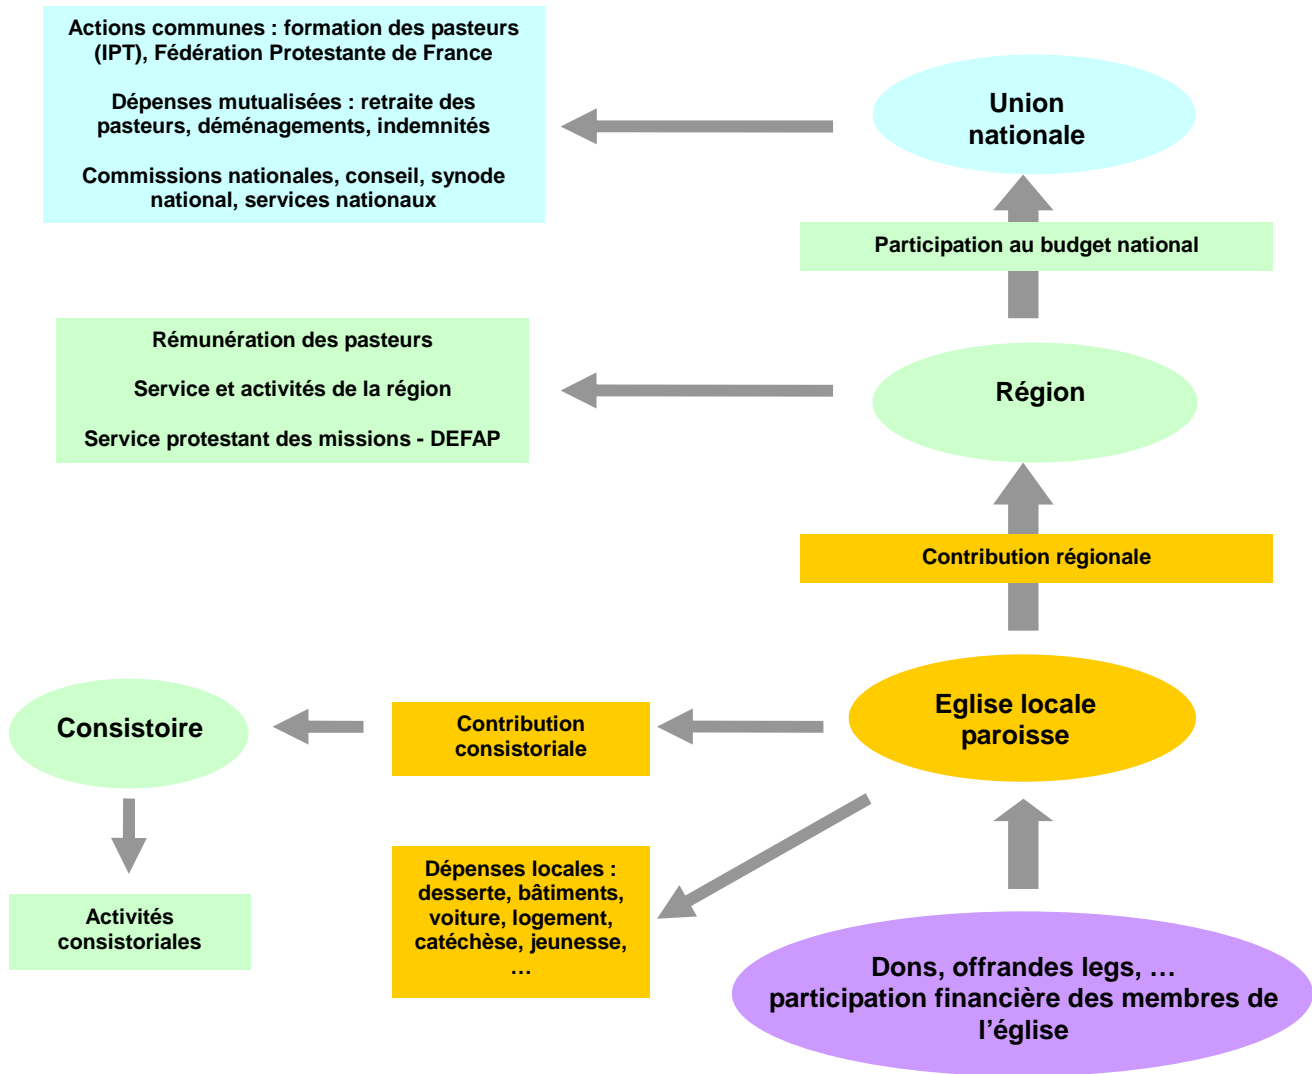 Actions communes : formation des pasteurs
(IPT), Fédération Protestante de France
Dépenses mutualisées : retraite des
pasteurs, déménagements, indemnités
Commissions nationales, conseil, synode
national, services nationaux
Union
nationale
Participation au budget national
Rémunération des pasteurs
Service et activités de la région
Service protestant des missions - DEFAP
Région
Contribution régionale
Eglise locale
paroisse
Contribution
consistoriale
Consistoire
Dépenses locales :
desserte, bâtiments,
voiture, logement,
catéchèse, jeunesse,
…
Activités
consistoriales
Dons, offrandes legs, …
participation financière des membres de
l’église